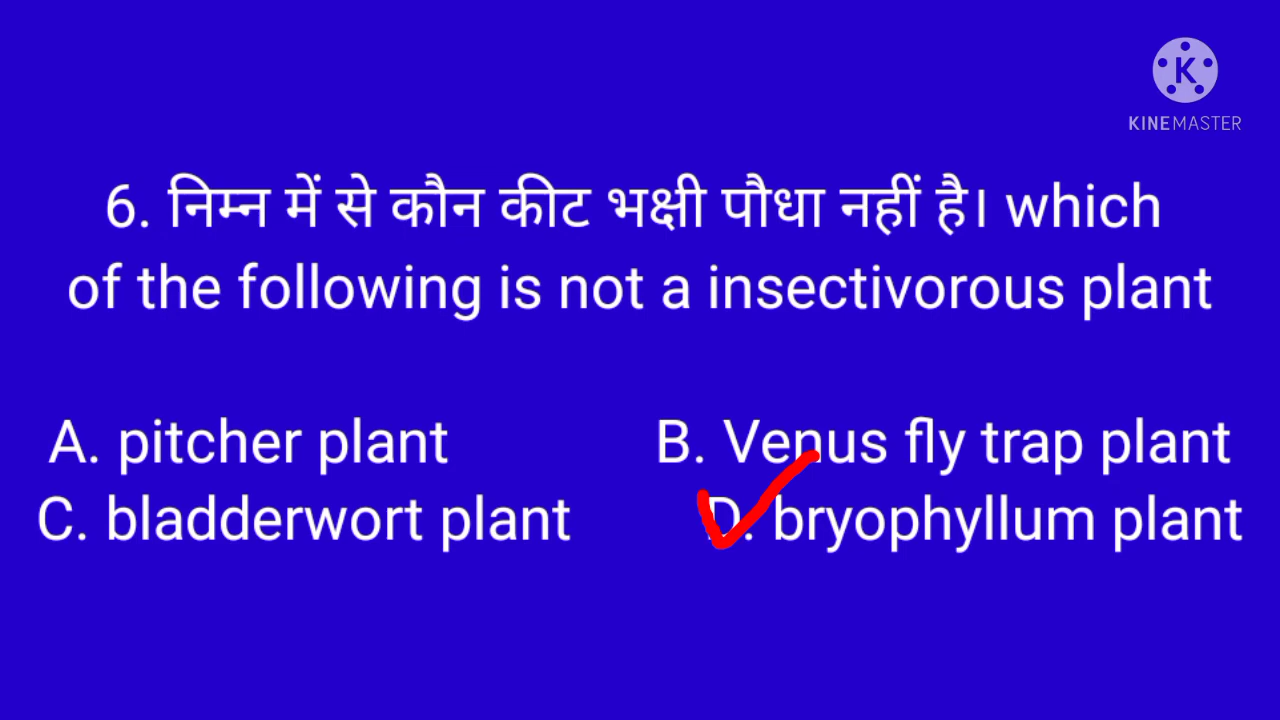 K
KINEMASTER
6. निम्न में से कौन कीट भक्षी पौधा नहीं है। which
of the following is not a insectivorous plant
A. pitcher plant B. Venus fly trap plant
C. bladderwort plant D. bryophyllum plant